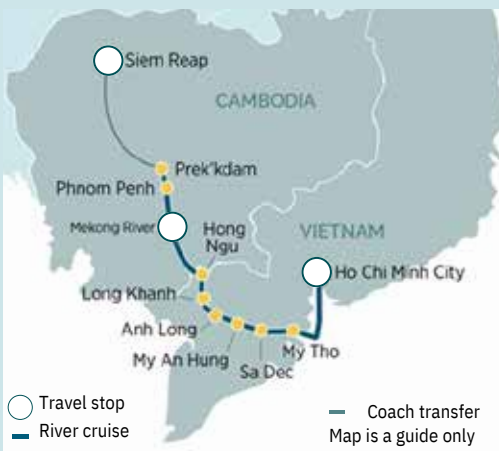 Siem Reap
CAMBODIA
Prek'kdam
Phnom Penh
Mekong River
Hong
Ngu
VIETNAM
Ho Chi Minh City
Long Khanh
Anh Long
My An Hung
Sa Dec
My Tho
Travel stop
River cruise
Coach transfer
Map is a guide only